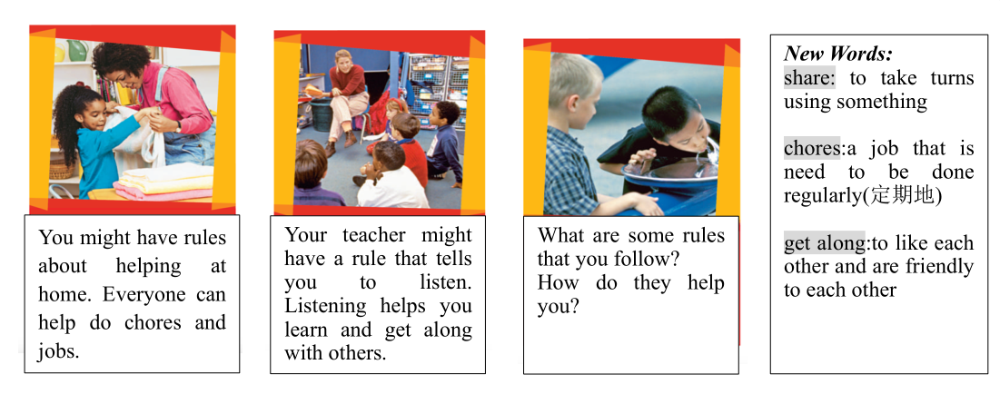 You might have rules
about helping at
home. Everyone can
help do chores and
jobs.
Your teacher might
have a rule that tells
you to listen.
Listening helps you
learn and get along
with others.
What are some rules
that you follow?
How do they help
you?
New Words:
share: to take turns
using something
chores:a job that is
need to be done
regularly(定期地)
get along:to like each
other and are friendly
to each other